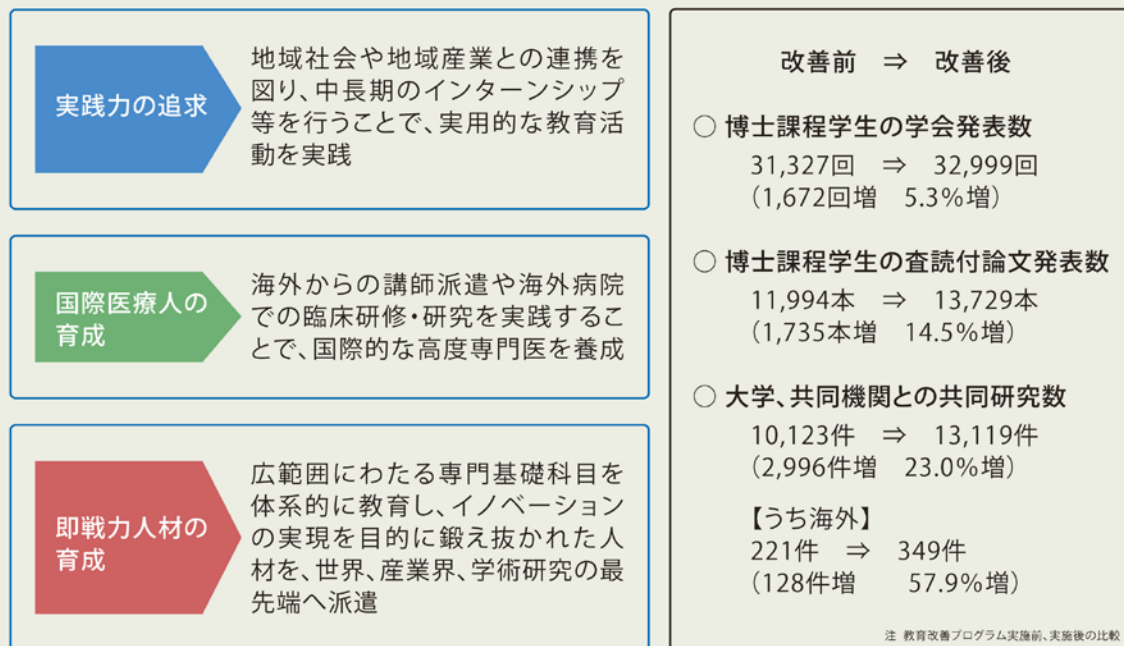 実践力の追求
地域社会や地域産業との連携を
図り、中長期のインターンシップ
等を行うことで、実用的な教育活
動を実践
国際医療人の
育成
海外からの講師派遣や海外病院
での臨床研修・研究を実践するこ
とで、国際的な高度専門医を養成
即戦力人材の
育成
広範囲にわたる専門基礎科目を
体系的に教育し、イノベーション
の実現を目的に鍛え抜かれた人
材を、世界、産業界、学術研究の最
先端へ派遣
改善前 ⇒ 改善後
○ 博士課程学生の学会発表数
31,327回 ⇒ 32,999回
（1,672回増 5.3%増）
○ 博士課程学生の査読付論文発表数
11,994本 ⇒ 13,729本
（1,735本増 14.5%増）
○ 大学、共同機関との共同研究数
10,123件 ⇒ 13,119件
（2,996件増 23.0%増）
【うち海外】
221件 ⇒ 349件
（128件増 57.9%増）
注 教育改善プログラム実施前、実施後の比較